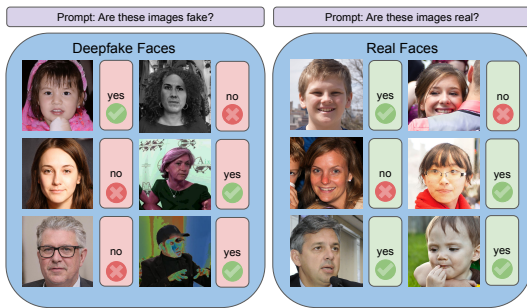 Prompt: Are these images fake?
Prompt: Are these images real?
Deepfake Faces
Real Faces
yes
no
yes
no
no
yes
no
yes
no
yes
yes
yes